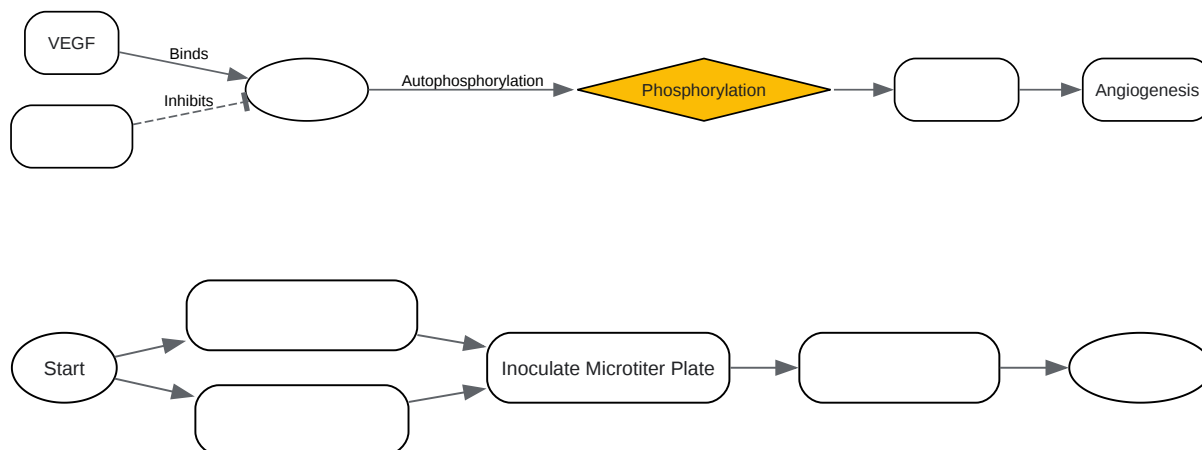 VEGF
Binds
Inhibits
Autophosphorylation
Phosphorylation
Angiogenesis
Start
Inoculate Microtiter Plate